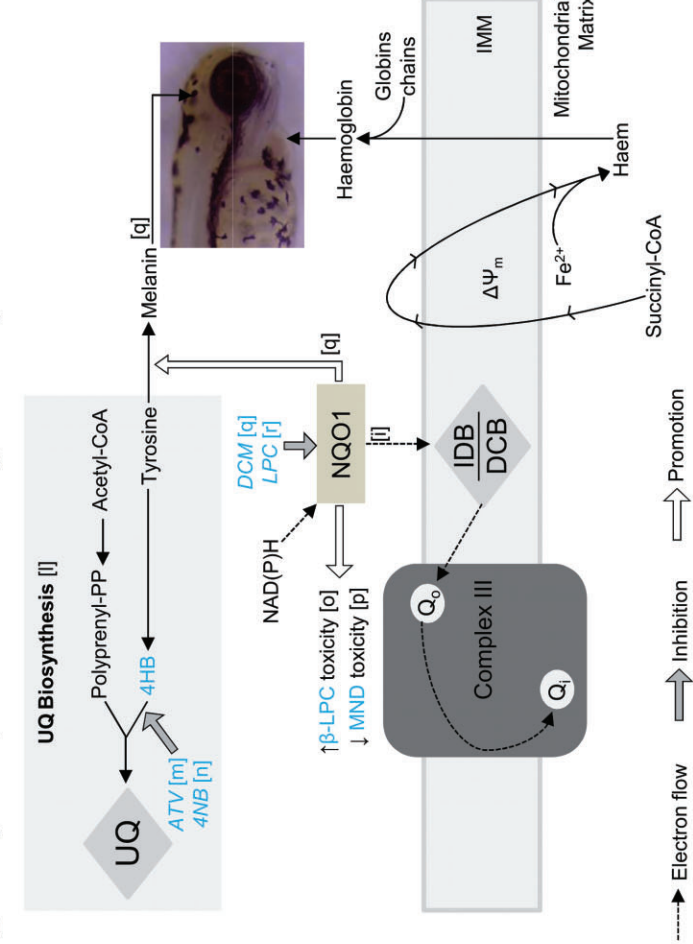 UQ Biosynthesis [l]
Polyprenyl-PP
Acetyl-CoA
UQ
4HB
Tyrosine
Melanin
[q]
ATV [m]
4NB [n]
DCM [q]
LPC [r]
NAD(P)H
NQO1
[q]
[i]
↑β-LPC toxicity [o]
↓ MND toxicity [p]
Haemoglobin
Globins
chains
Complex III
Qo
Qi
IDB
DCB
ΔΨm
IMM
Mitochondrial
Matrix
Fe2+
Haem
Succinyl-CoA
Electron flow
Inhibition
Promotion